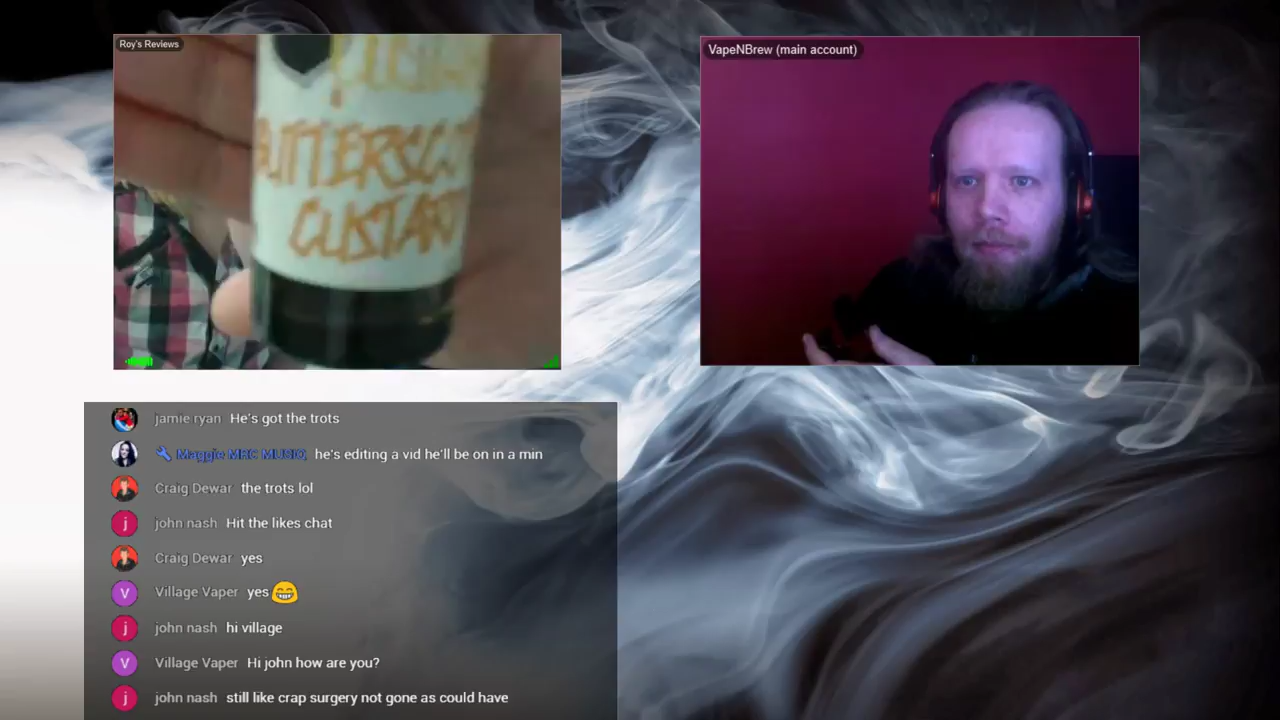 Roy's Reviews
BUTTERSCOT
CUSTARD
VapeNBrew (main account)
jamie ryan He's got the trots
Maggie MRC MUSIC, he's editing a vid he'll be on in a min
Craig Dewar the trots lol
john nash Hit the likes chat
Craig Dewar yes
Village Vaper yes 😁
john nash hi village
Village Vaper Hi john how are you?
john nash still like crap surgery not gone as could have